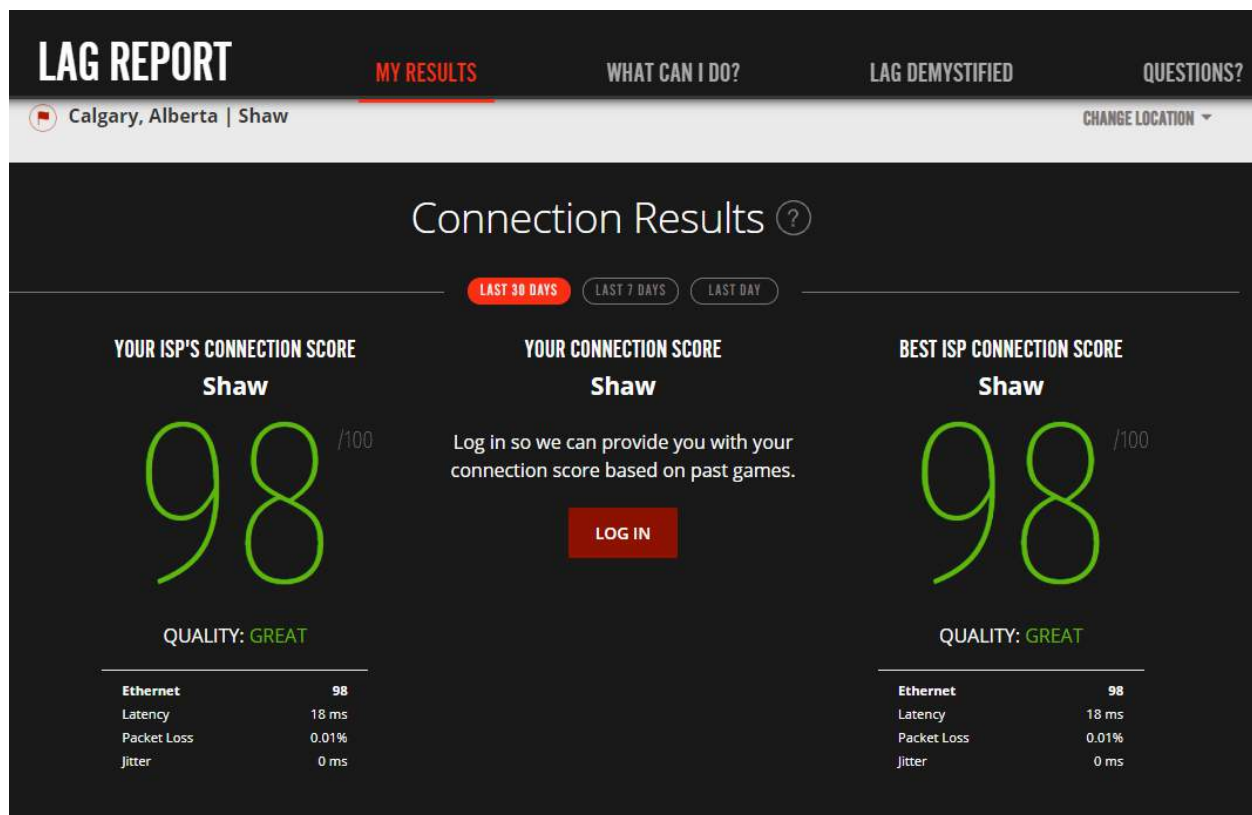 LAG REPORT
MY RESULTS
WHAT CAN I DO?
LAG DEMYSTIFIED
QUESTIONS?
Calgary, Alberta | Shaw
CHANGE LOCATION
Connection Results ?
LAST 30 DAYS
LAST 7 DAYS
LAST DAY
YOUR ISP'S CONNECTION SCORE
Shaw
98 /100
QUALITY: GREAT
Ethernet 98
Latency 18 ms
Packet Loss 0.01%
Jitter 0 ms
YOUR CONNECTION SCORE
Shaw
Log in so we can provide you with your
connection score based on past games.
LOG IN
BEST ISP CONNECTION SCORE
Shaw
98 /100
QUALITY: GREAT
Ethernet 98
Latency 18 ms
Packet Loss 0.01%
Jitter 0 ms